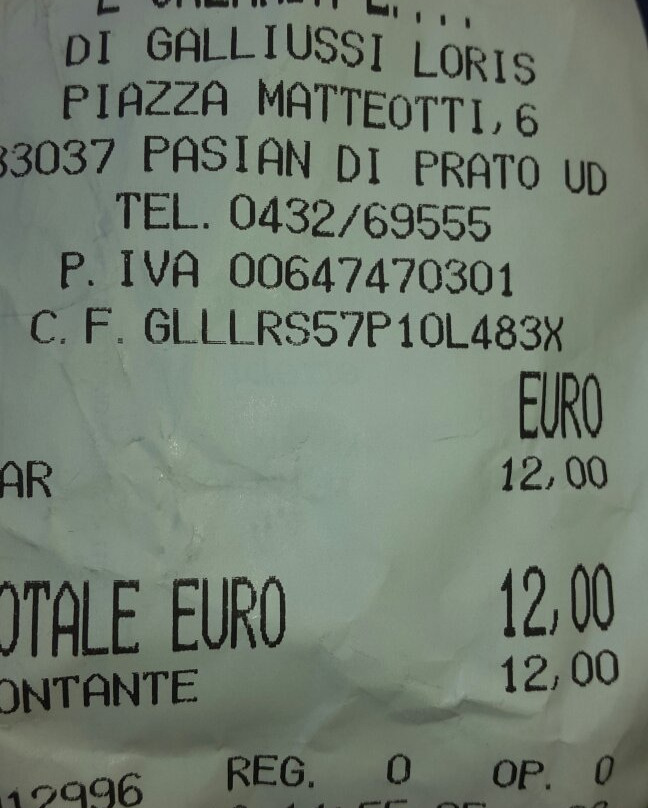 DI GALLIUSSI LORIS
PIAZZA MATTEOTTI,6
33037 PASIAN DI PRATO UD
TEL. 0432/69555
P. IVA 00647470301
C.F. GLLLRS57P10L483X
EURO
AR 12,00
OTALE EURO 12,00
ONTANTE 12,00
REG. 0 OP. 0
12996